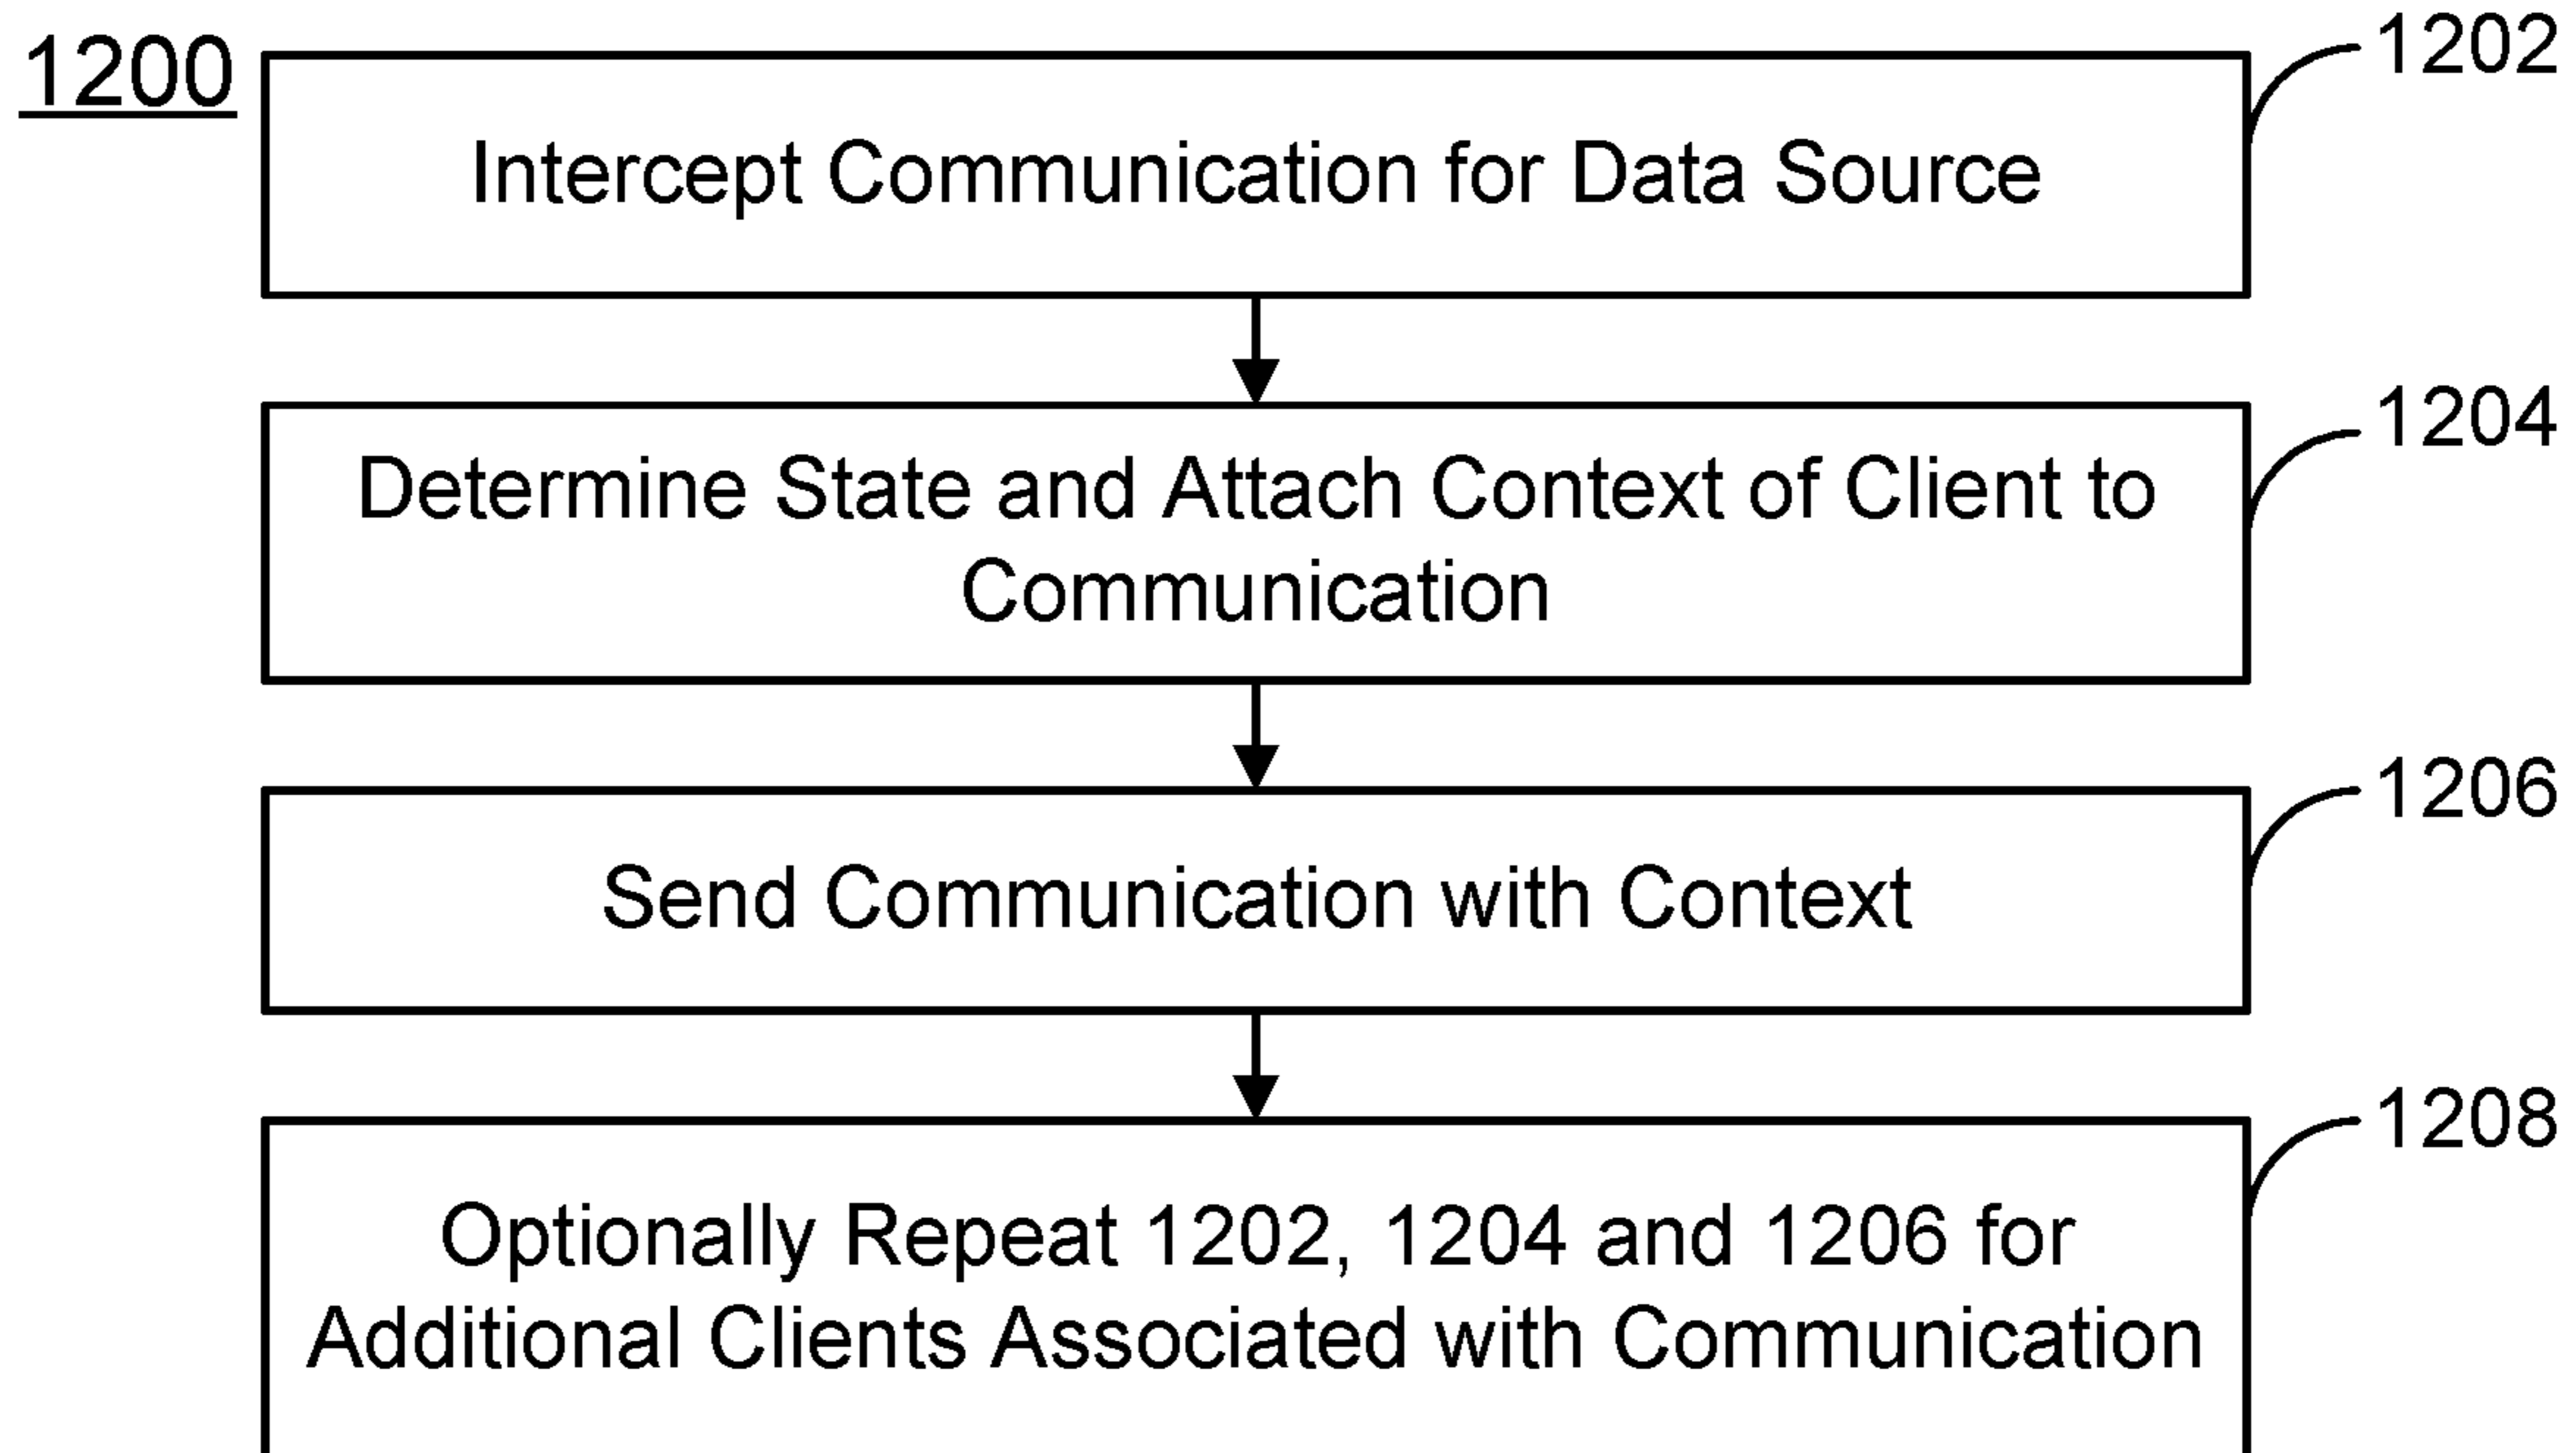 1200
1202
Intercept Communication for Data Source
1204
Determine State and Attach Context of Client to
Communication
1206
Send Communication with Context
1208
Optionally Repeat 1202, 1204 and 1206 for
Additional Clients Associated with Communication